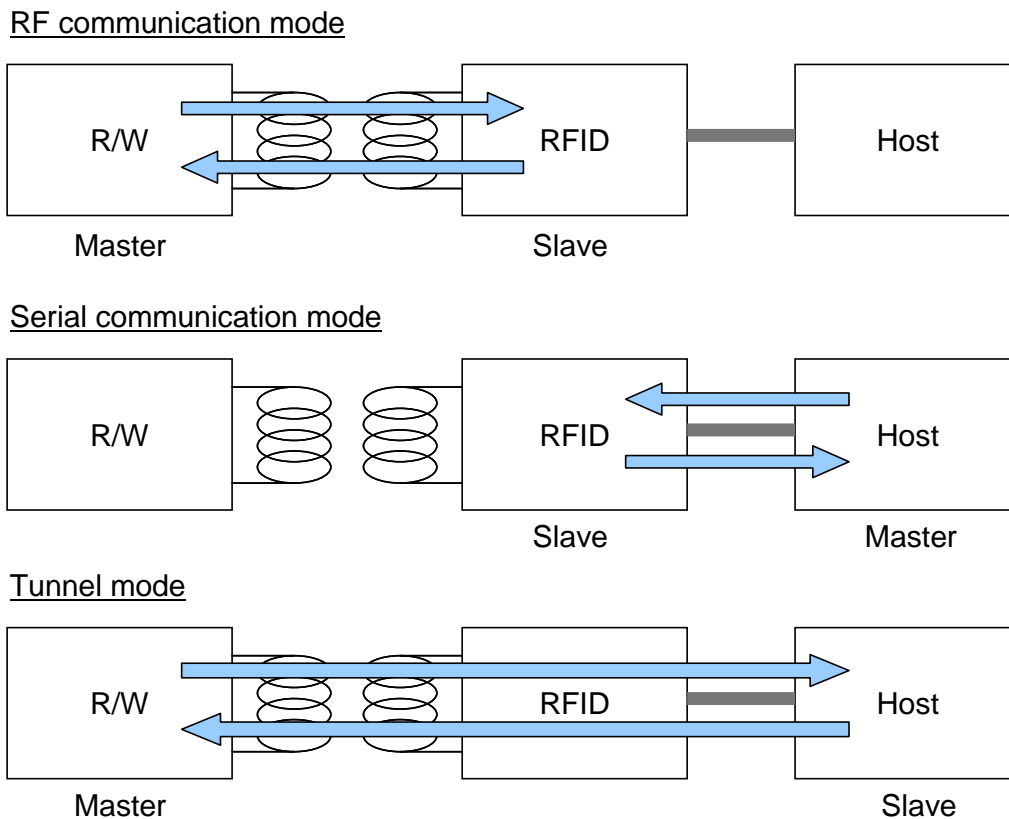 RF communication mode
R/W
RFID
Host
Master
Slave
Serial communication mode
R/W
RFID
Host
Slave
Master
Tunnel mode
R/W
RFID
Host
Master
Slave